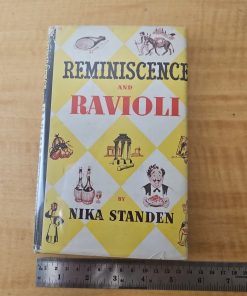 REMINISCENCE
AND
RAVIOLI
BY
NIKA STANDEN